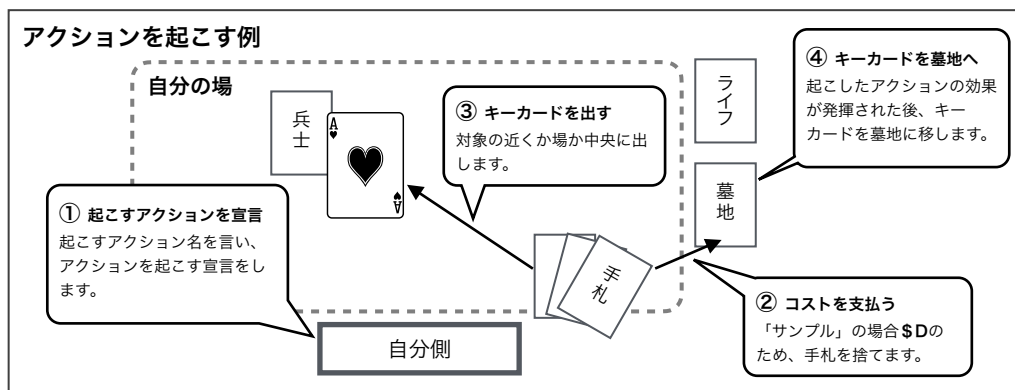 アクションを起こす例
自分の場
兵士
A
A
ライフ
墓地
手札
自分側
① 起こすアクションを宣言
起こすアクション名を言い、
アクションを起こす宣言をし
ます。
② コストを支払う
「サンプル」の場合$Dの
ため、手札を捨てます。
③ キーカードを出す
対象の近くか場か中央に出
します。
④ キーカードを墓地へ
起こしたアクションの効果
が発揮された後、キー
カードを墓地に移します。